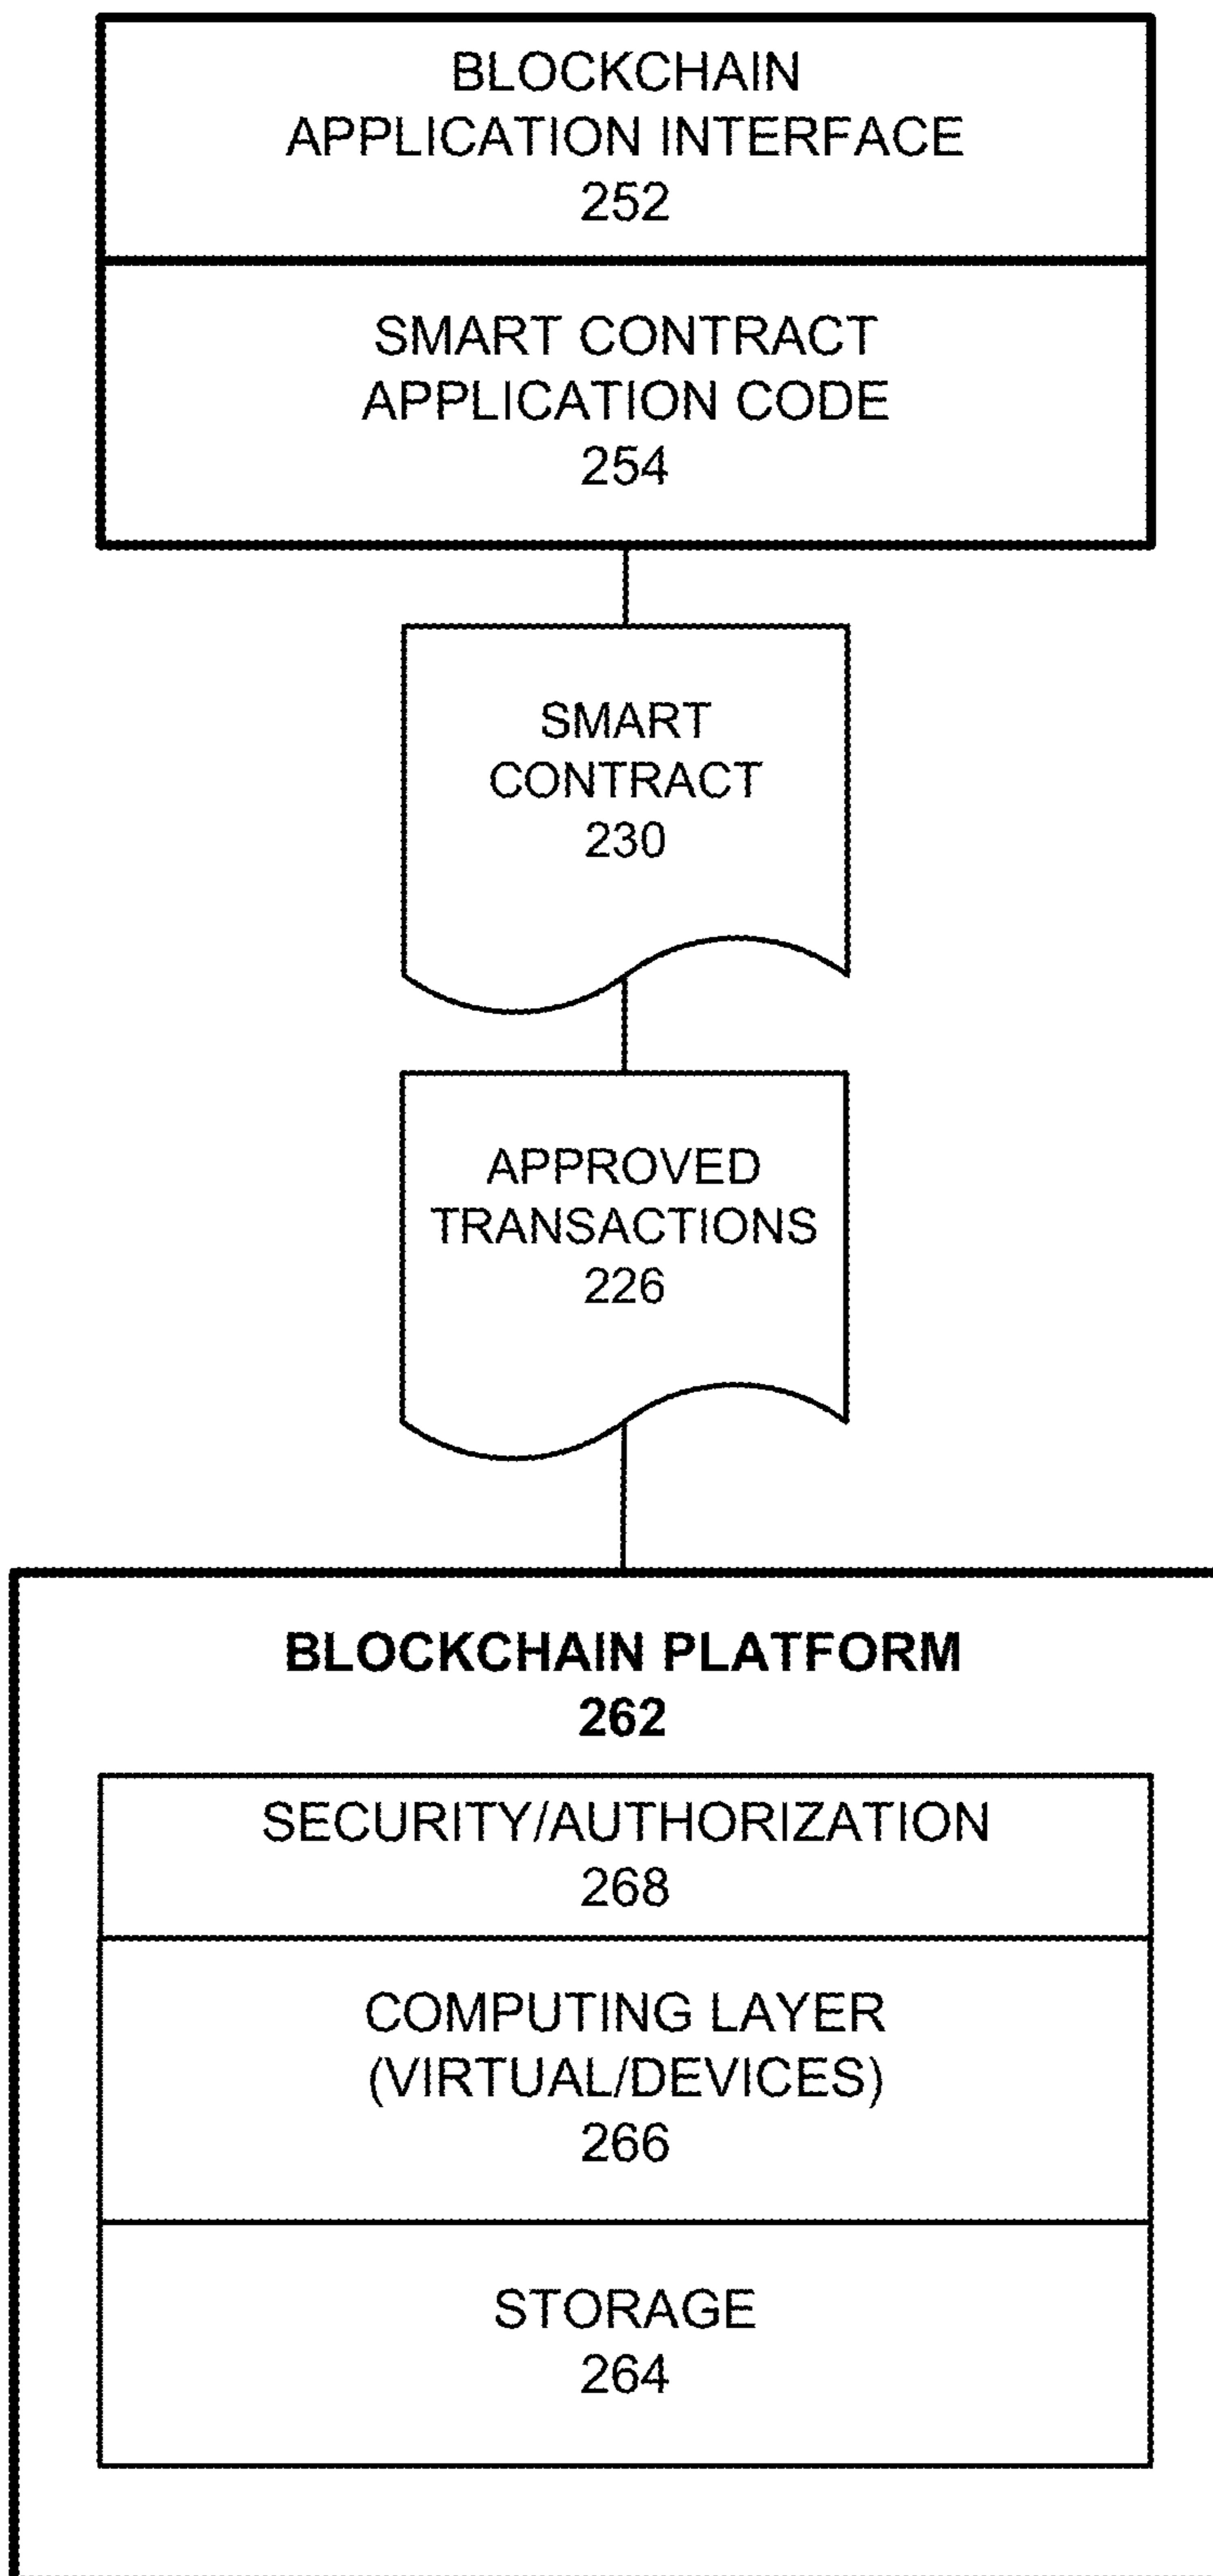 BLOCKCHAIN
APPLICATION INTERFACE
252
SMART CONTRACT
APPLICATION CODE
254
SMART
CONTRACT
230
APPROVED
TRANSACTIONS
226
BLOCKCHAIN PLATFORM
262
SECURITY/AUTHORIZATION
268
COMPUTING LAYER
(VIRTUAL/DEVICES)
266
STORAGE
264